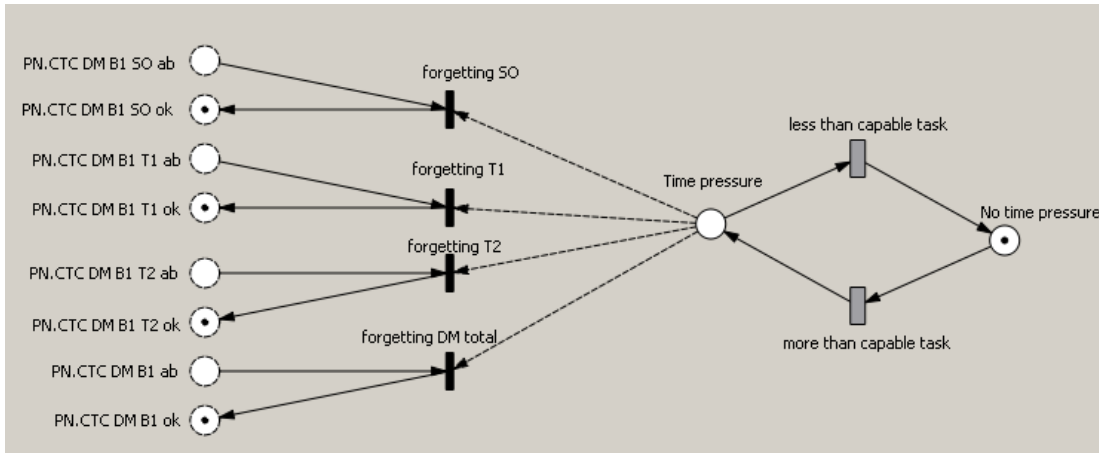 PN.CTC DM B1 SO ab
forgetting SO
PN.CTC DM B1 SO ok
less than capable task
PN.CTC DM B1 T1 ab
forgetting T1
Time pressure
PN.CTC DM B1 T1 ok
No time pressure
forgetting T2
PN.CTC DM B1 T2 ab
PN.CTC DM B1 T2 ok
forgetting DM total
more than capable task
PN.CTC DM B1 ab
PN.CTC DM B1 ok